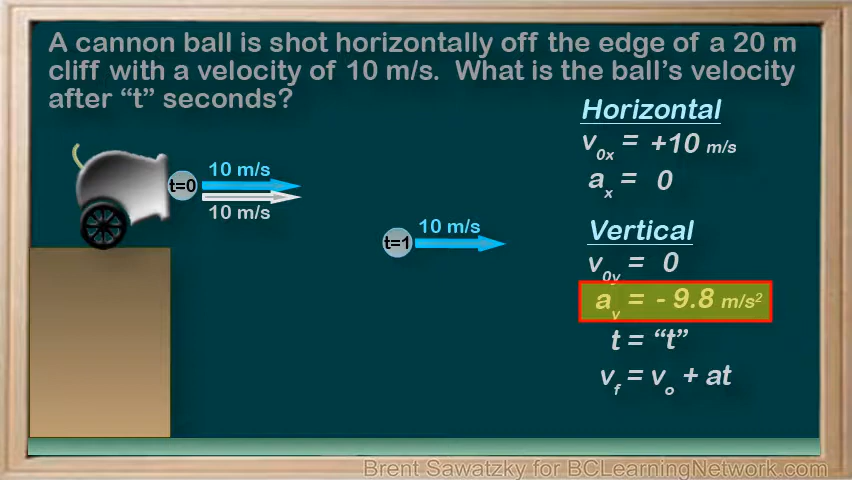 A cannon ball is shot horizontally off the edge of a 20 m
cliff with a velocity of 10 m/s. What is the ball's velocity
after "t" seconds?
Horizontal
v0x = +10 m/s
ax = 0
10 m/s
t=0
10 m/s
10 m/s
t=1
Vertical
v0y = 0
ay = - 9.8 m/s²
t = "t"
vf = vo + at
Brent Sawatzky for BCLearningNetwork.com